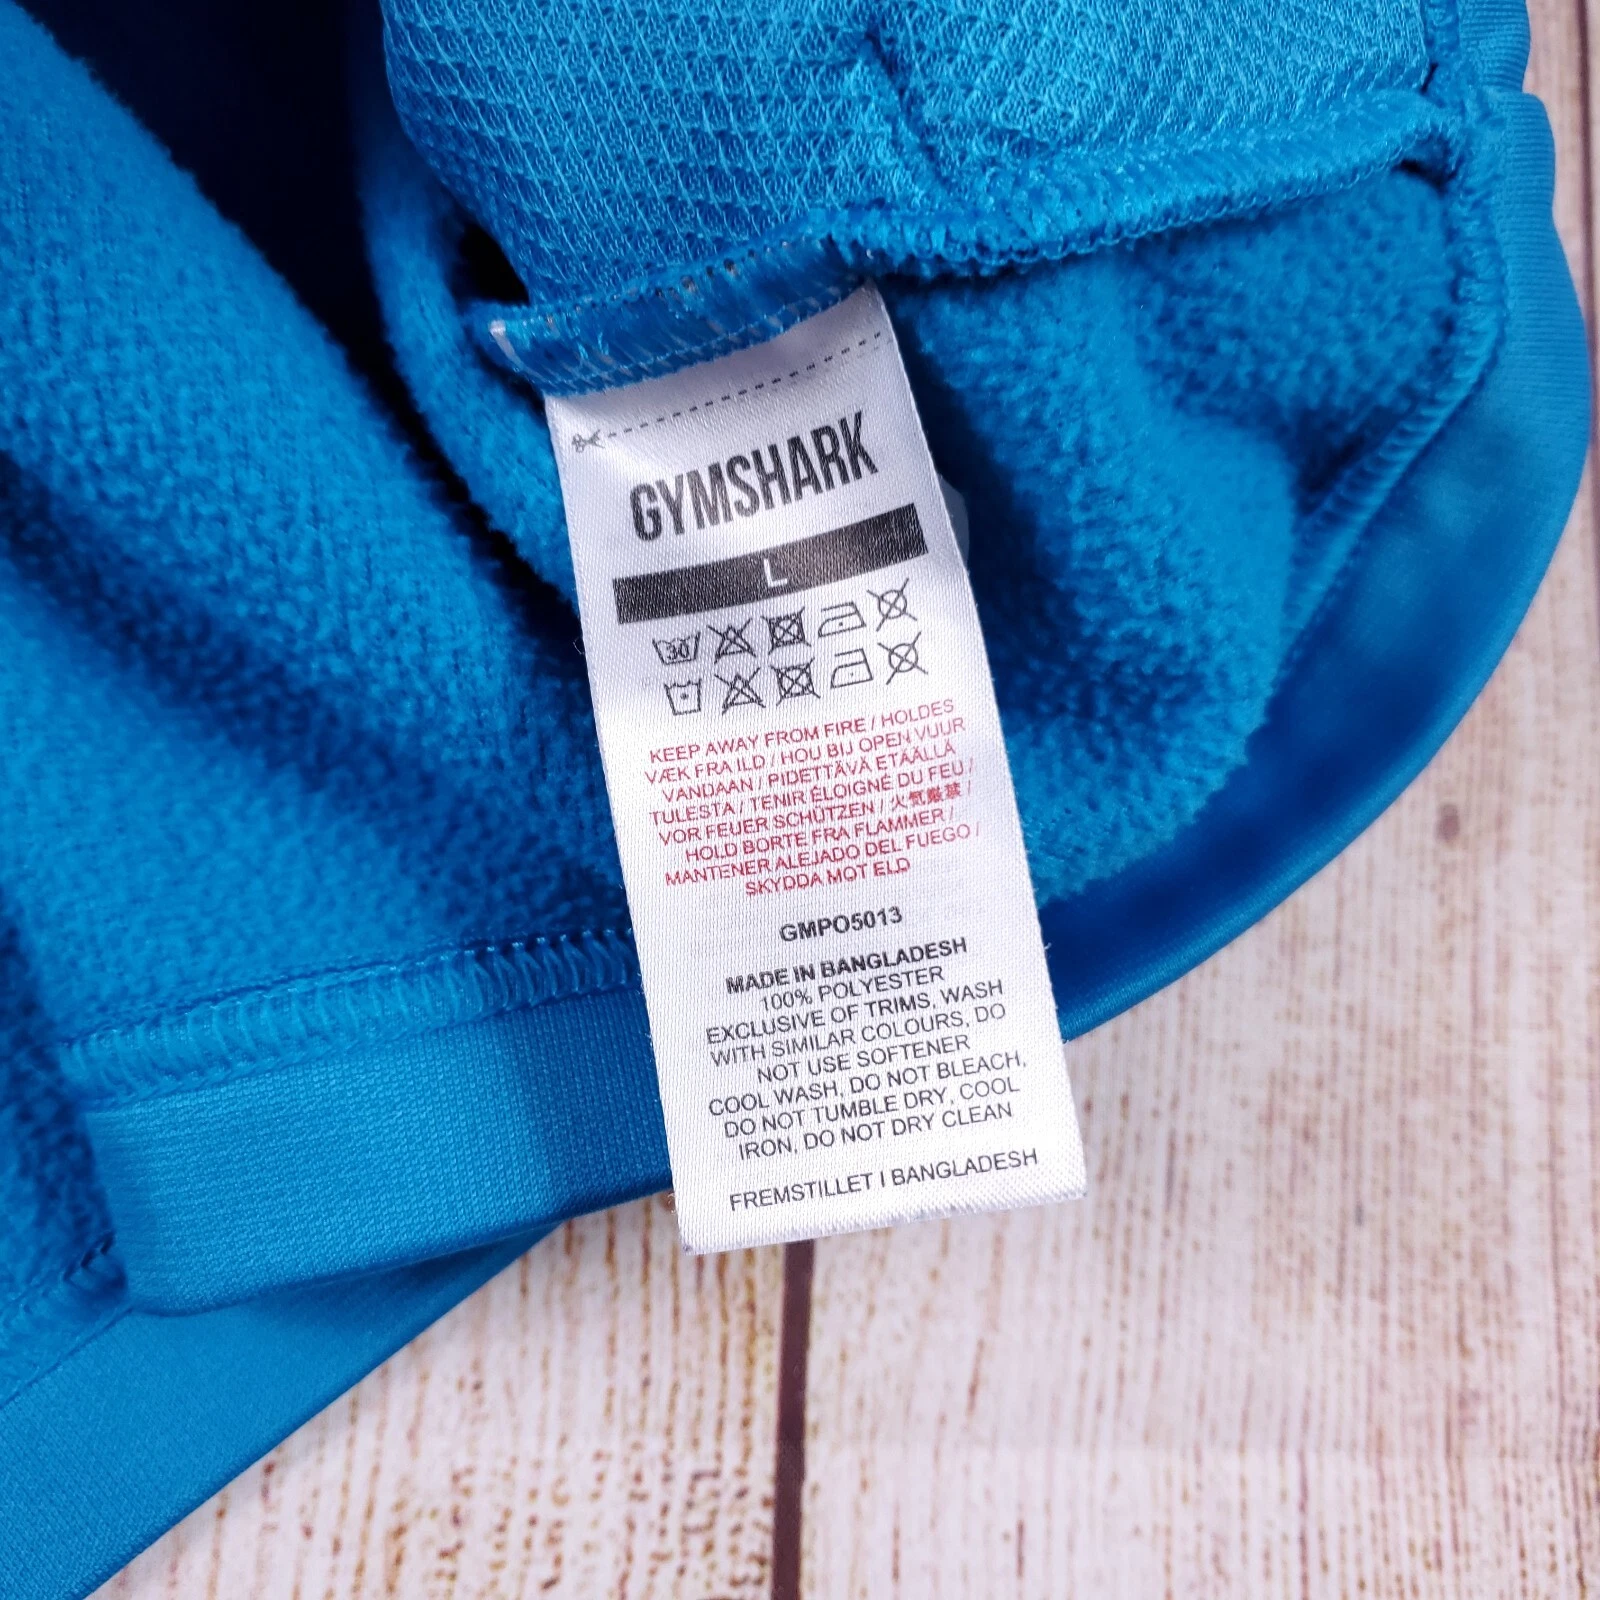 GYMSHARK
L
30
KEEP AWAY FROM FIRE / HOLDES
VÆK FRA ILD / HOU BIJ OPEN VUUR
VANDAAN / PIDETTÄVÄ ETÄÄLLÄ
TULESTA / TENIR ÉLOIGNÉ DU FEU /
VOR FEUER SCHÜTZEN / 火気厳禁 /
HOLD BORTE FRA FLAMMER /
MANTENER ALEJADO DEL FUEGO /
SKYDDA MOT ELD
GMPO5013
MADE IN BANGLADESH
100% POLYESTER
EXCLUSIVE OF TRIMS, WASH
WITH SIMILAR COLOURS, DO
NOT USE SOFTENER
COOL WASH, DO NOT BLEACH,
DO NOT TUMBLE DRY, COOL
IRON, DO NOT DRY CLEAN
FREMSTILLET I BANGLADESH